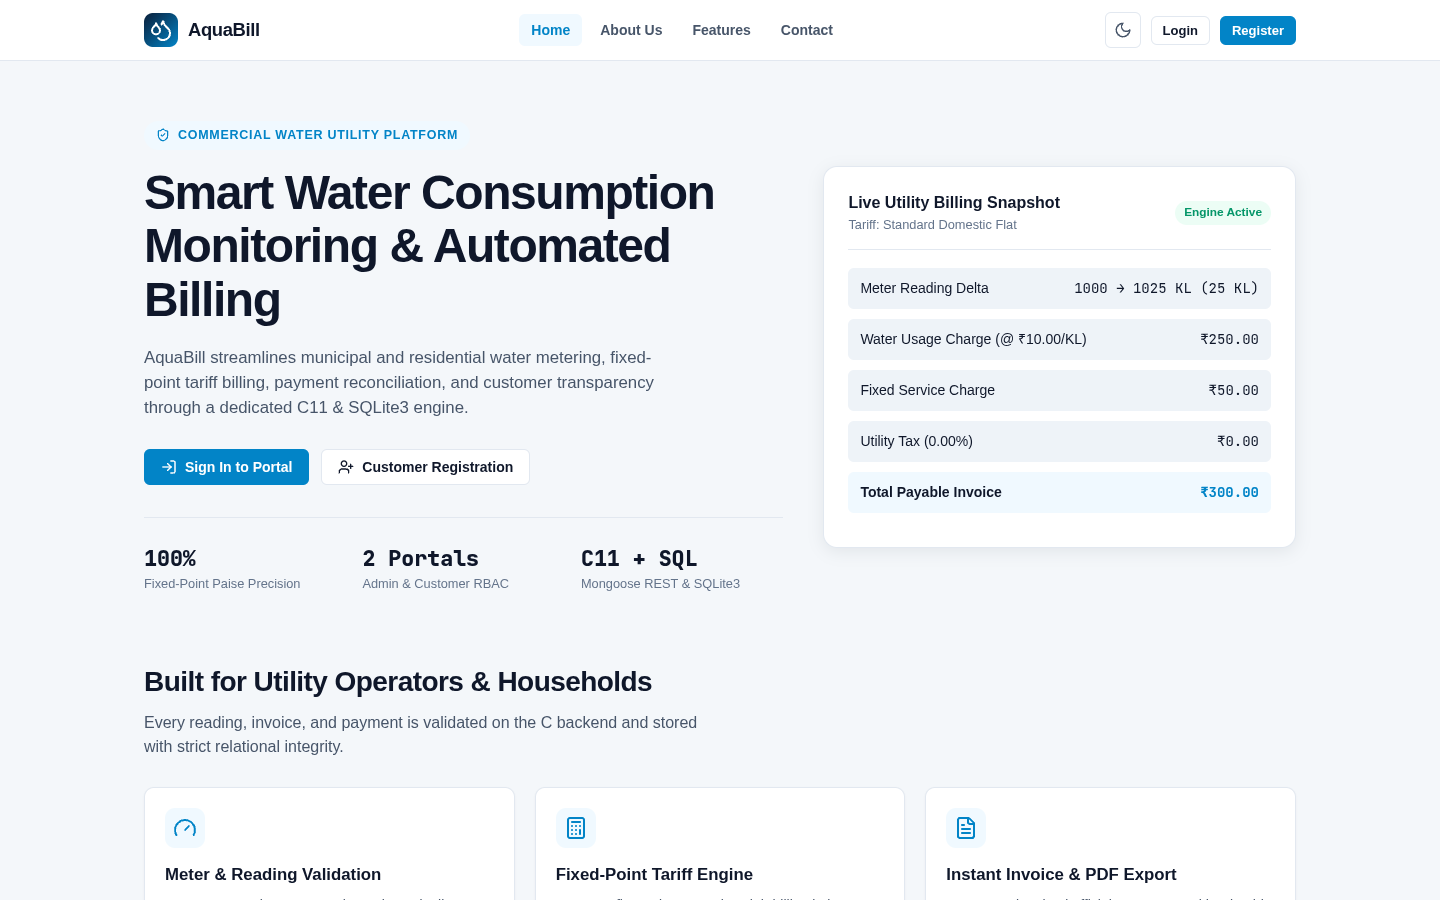 AquaBill
Home
About Us
Features
Contact
Login
Register
COMMERCIAL WATER UTILITY PLATFORM
Smart Water Consumption
Monitoring & Automated
Billing
AquaBill streamlines municipal and residential water metering, fixed-
point tariff billing, payment reconciliation, and customer transparency
through a dedicated C11 & SQLite3 engine.
Sign In to Portal
Customer Registration
100%
Fixed-Point Paise Precision
2 Portals
Admin & Customer RBAC
C11 + SQL
Mongoose REST & SQLite3
Live Utility Billing Snapshot
Tariff: Standard Domestic Flat
Engine Active
Meter Reading Delta
1000 → 1025 KL (25 KL)
Water Usage Charge (@ ₹10.00/KL)
₹250.00
Fixed Service Charge
₹50.00
Utility Tax (0.00%)
₹0.00
Total Payable Invoice
₹300.00
Built for Utility Operators & Households
Every reading, invoice, and payment is validated on the C backend and stored
with strict relational integrity.
Meter & Reading Validation
Fixed-Point Tariff Engine
Instant Invoice & PDF Export